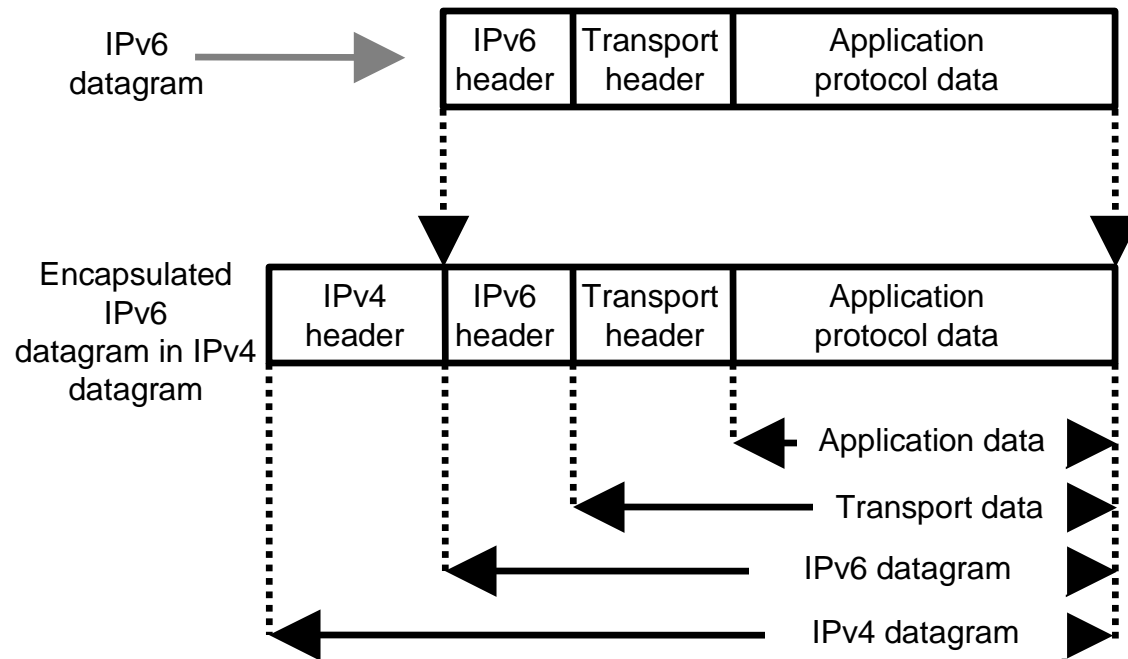 IPv6
datagram
IPv6
header
Transport
header
Application
protocol data
Encapsulated
IPv6
datagram in IPv4
datagram
IPv4
header
IPv6
header
Transport
header
Application
protocol data
Application data
Transport data
IPv6 datagram
IPv4 datagram